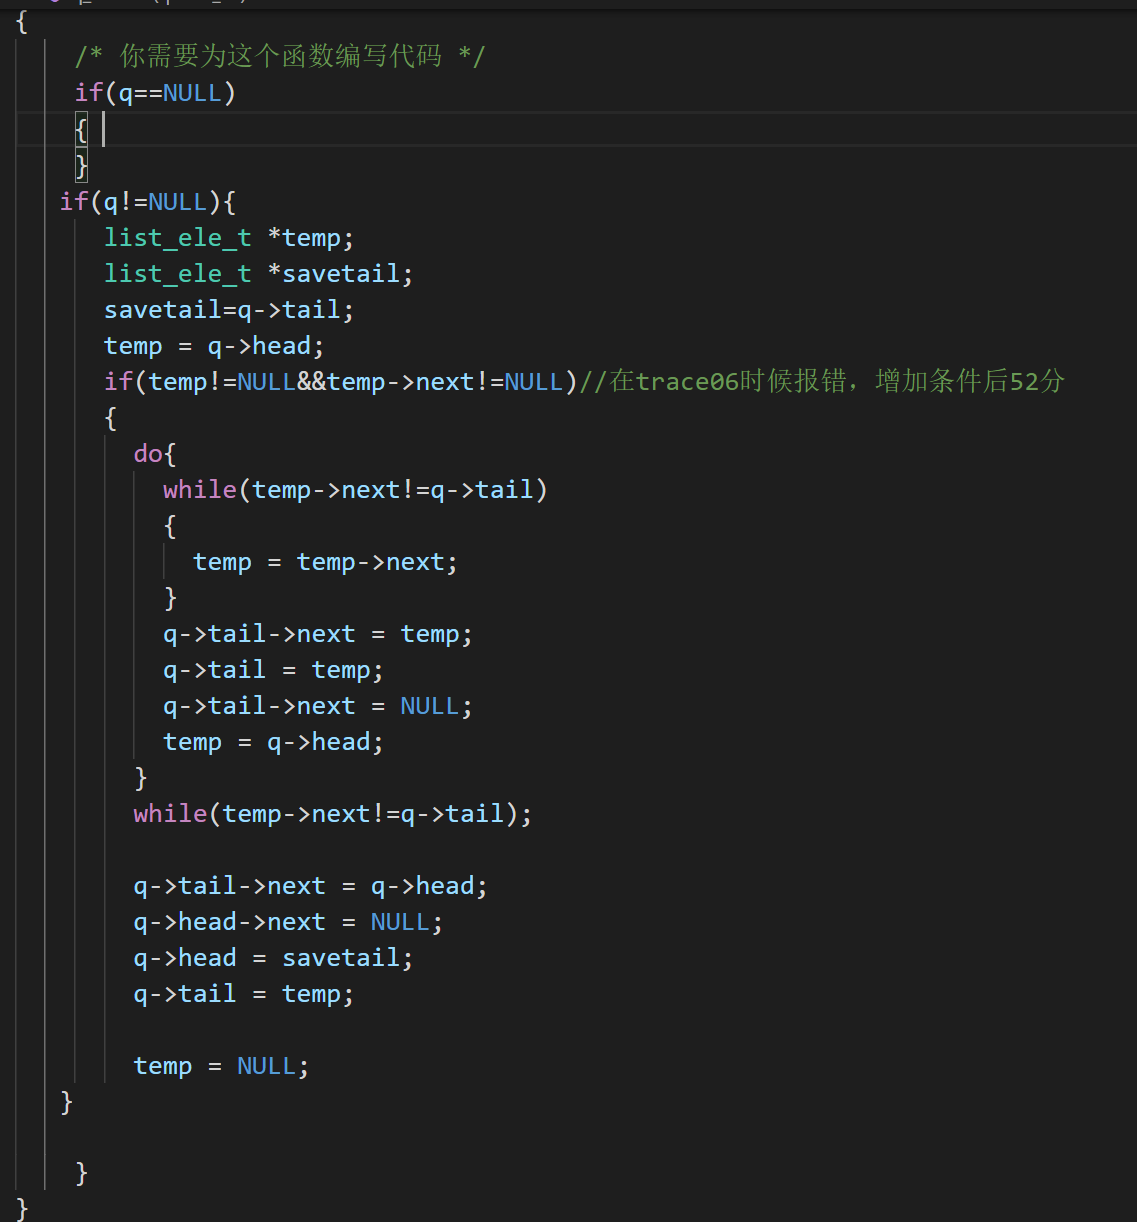 {
/* 你需要为这个函数编写代码 */
if(q==NULL)
{
}
if(q!=NULL){
list_ele_t *temp;
list_ele_t *savetail;
savetail=q->tail;
temp = q->head;
if(temp!=NULL&&temp->next!=NULL)//在trace06时候报错，增加条件后52分
{
do{
while(temp->next!=q->tail)
{
temp = temp->next;
}
q->tail->next = temp;
q->tail = temp;
q->tail->next = NULL;
temp = q->head;
}
while(temp->next!=q->tail);
q->tail->next = q->head;
q->head->next = NULL;
q->head = savetail;
q->tail = temp;
temp = NULL;
}
}
}